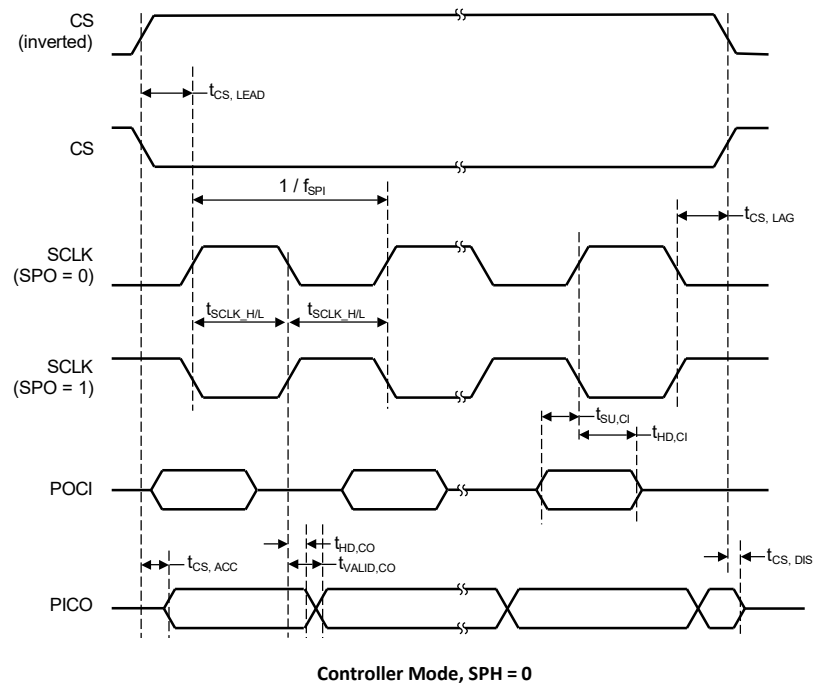 CS
(inverted)
tCS, LEAD
CS
1 / fSPI
tCS, LAG
SCLK
(SPO = 0)
tSCLK_H/L
tSCLK_H/L
SCLK
(SPO = 1)
tSU,CI
tHD,CI
POCI
tHD,CO
tVALID,CO
tCS, ACC
tCS, DIS
PICO
Controller Mode, SPH = 0